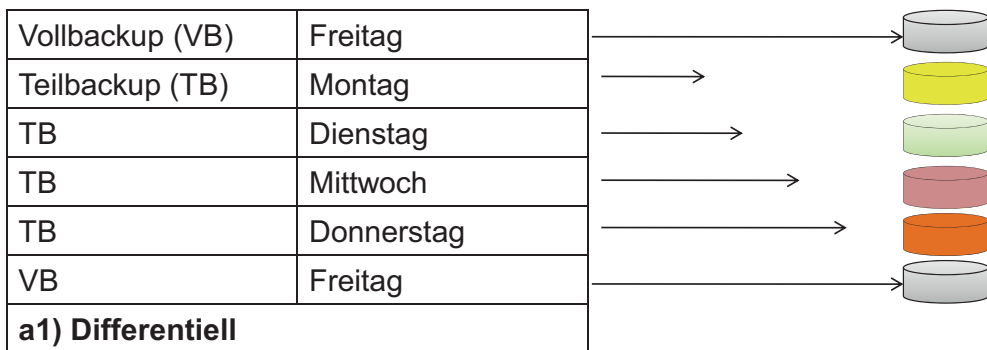 Vollbackup (VB) Freitag
Teilbackup (TB) Montag
TB Dienstag
TB Mittwoch
TB Donnerstag
VB Freitag
a1) Differentiell